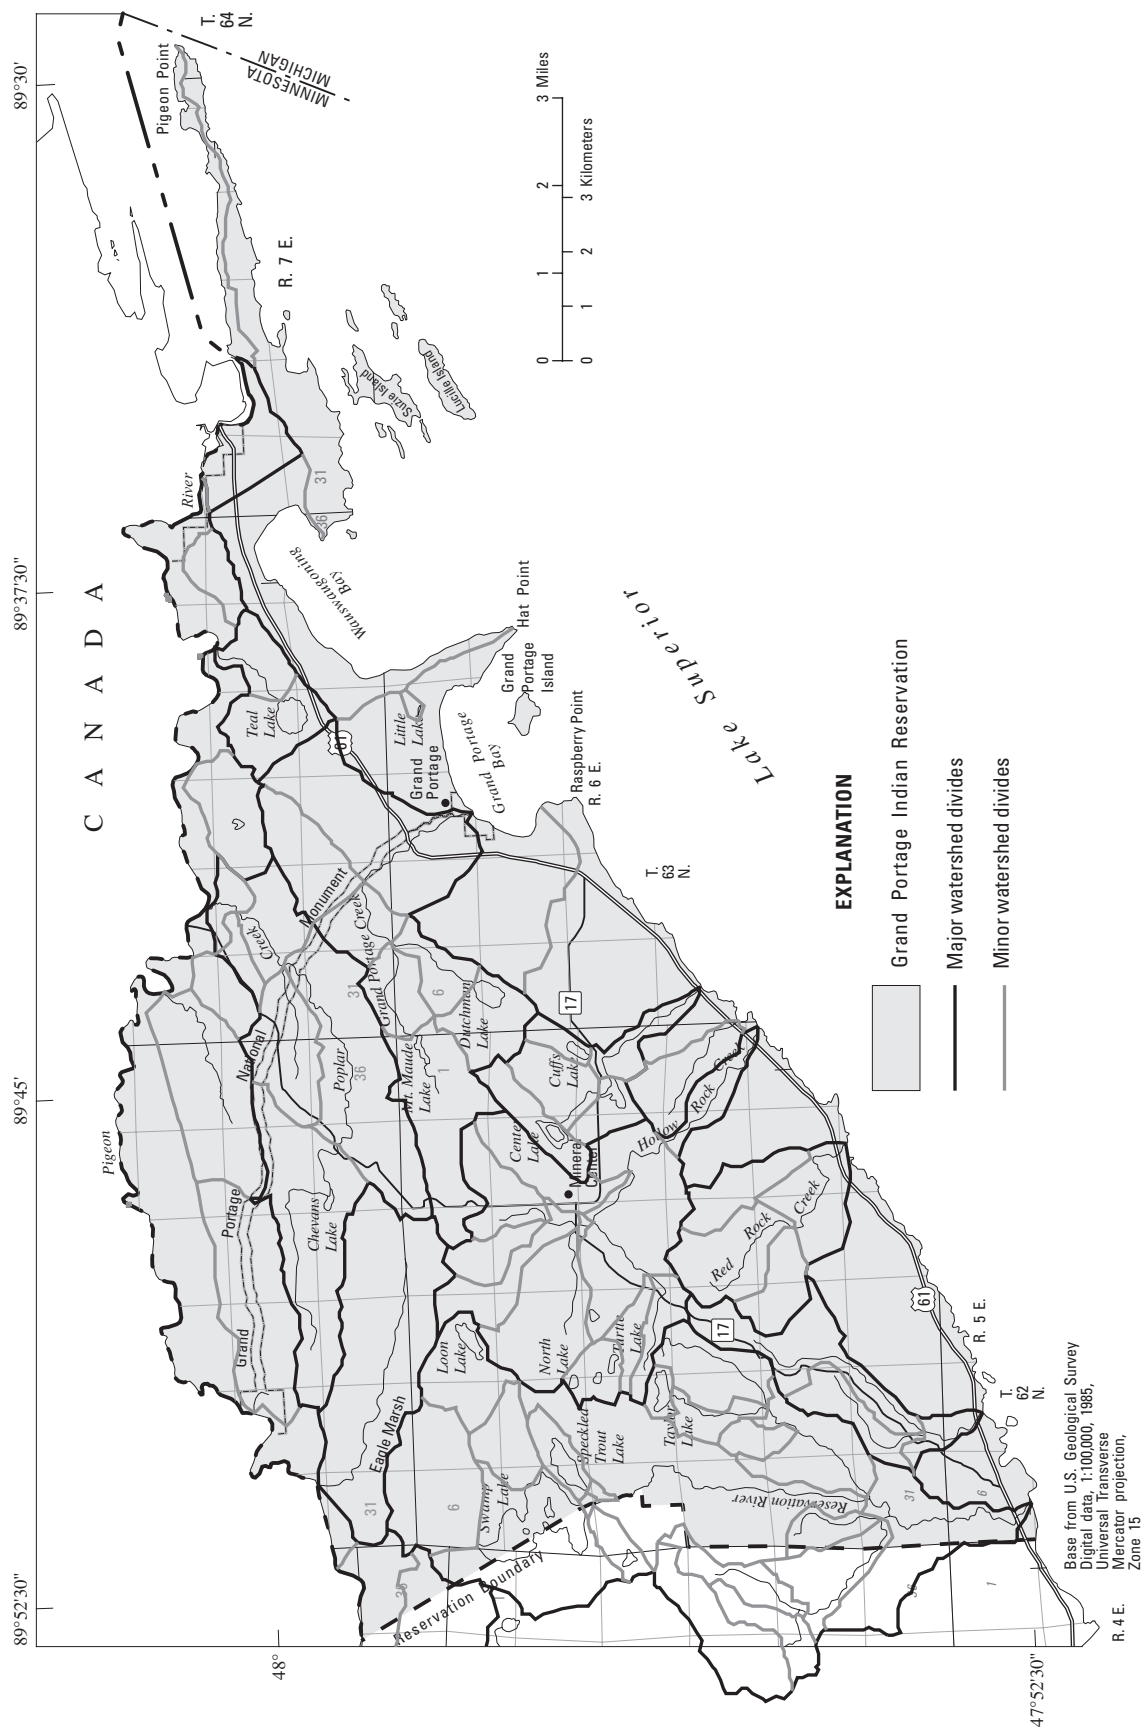 89°52'30"
89°45'
89°37'30"
89°30'
48°
47°52'30"
C A N A D A
Pigeon
River
Pigeon Point
T.
64
N.
MINNESOTA
MICHIGAN
R. 7 E.
Suzie Island
Lucille Island
31
36
Wauswaugoning
Bay
Hat Point
Grand
Portage
Island
Grand Portage
Bay
Raspberry Point
R. 6 E.
T.
63
N.
Lake Superior
Teal
Lake
61
Little
Lake
Grand
Portage
Grand
Portage
National
Monument
Poplar
Creek
31
36
Grand Portage Creek
6
1
Mt. Maude
Lake
Dutchmen
Lake
17
Cuffs
Lake
Center
Lake
Mineral
Center
Hollow Rock Creek
Chevans
Lake
Red Rock Creek
Loon
Lake
North
Lake
Turtle
Lake
17
61
Eagle Marsh
Speckled
Trout
Lake
Taylor
Lake
Swamp
Lake
31
6
36
Reservation Boundary
Reservation River
31
6
36
1
R. 5 E.
T.
62
N.
R. 4 E.
0 1 2 3 Miles
0 1 2 3 Kilometers
EXPLANATION
Grand Portage Indian Reservation
Major watershed divides
Minor watershed divides
Base from U.S. Geological Survey
Digital data, 1:100,000, 1985,
Universal Transverse
Mercator projection,
Zone 15